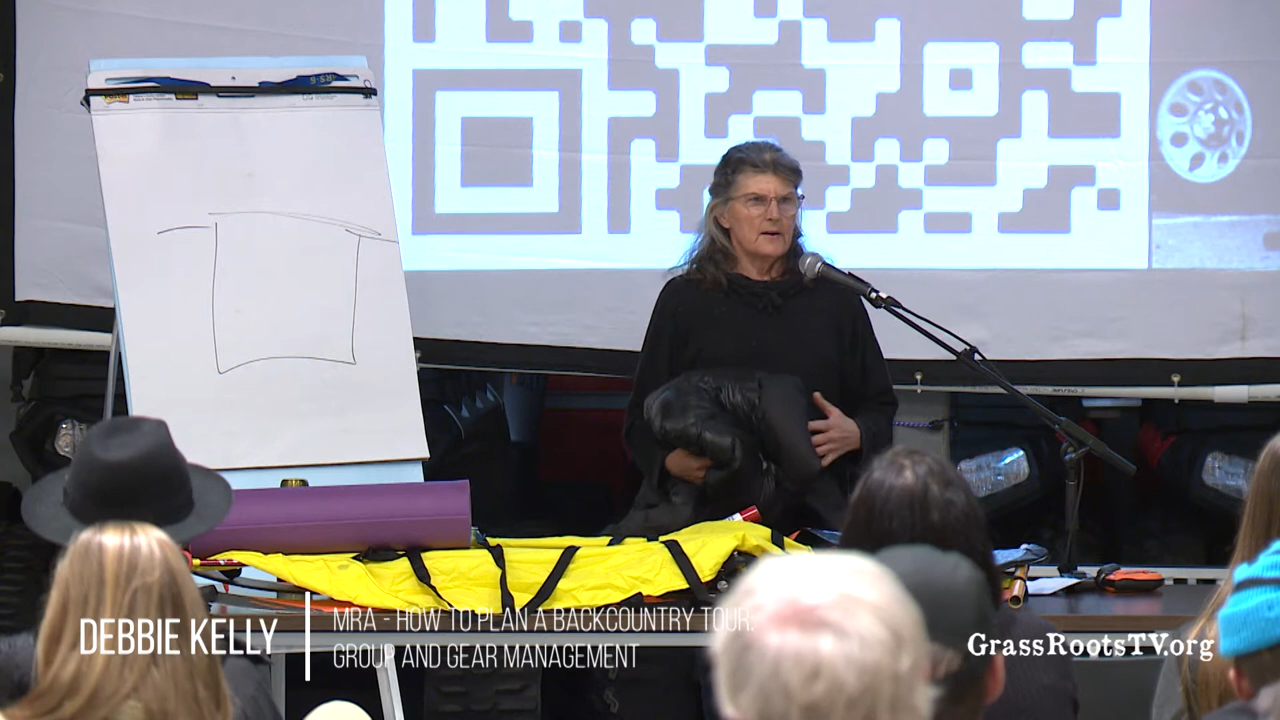 DEBBIE KELLY
MRA - HOW TO PLAN A BACKCOUNTRY TOUR:
GROUP AND GEAR MANAGEMENT
GrassRootsTV.org